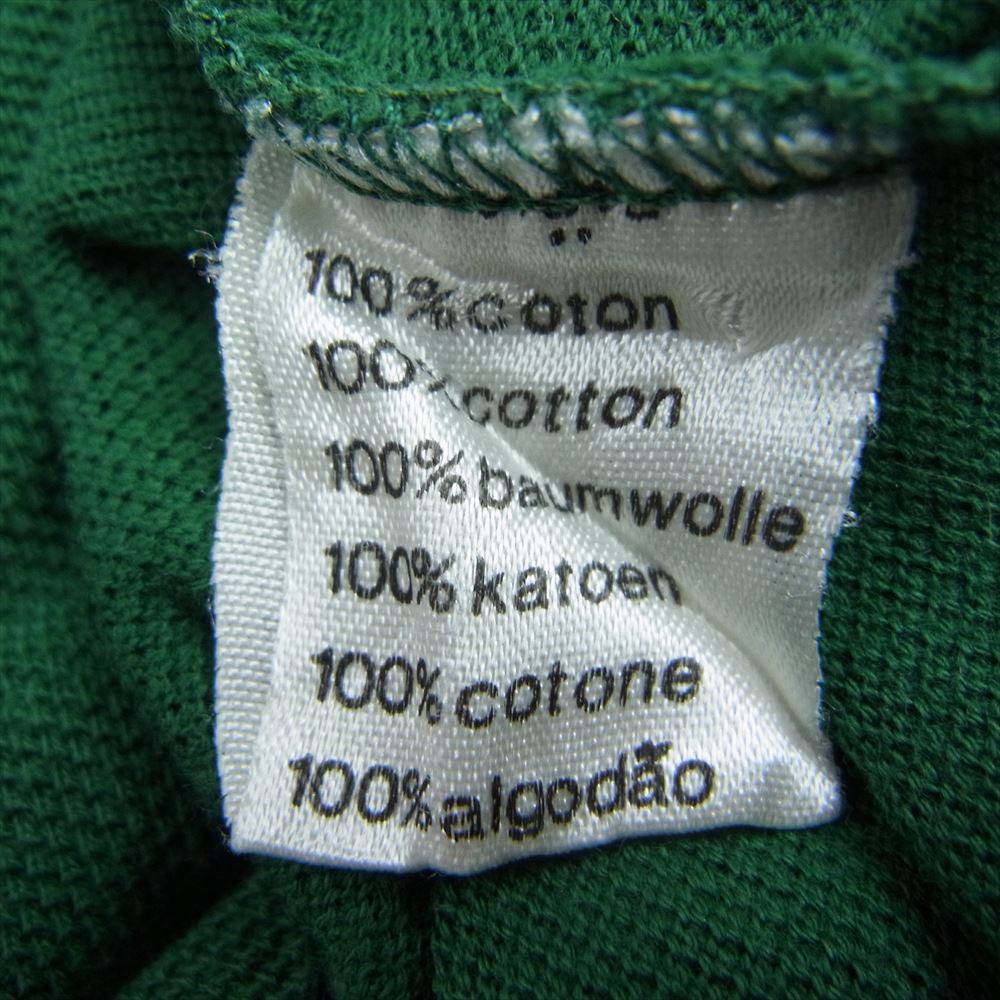 100% coton
100% cotton
100% baumwolle
100% katoen
100% cotone
100% algodão